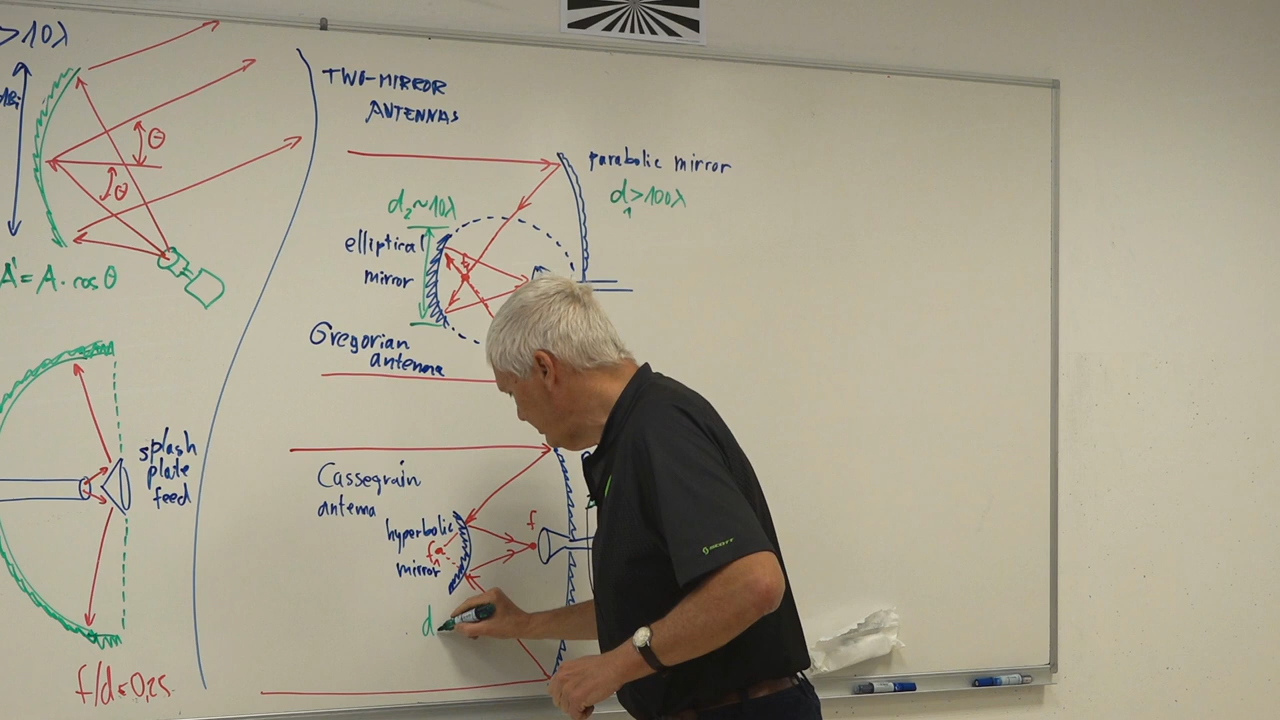 >10λ
θ
θ
A' = A · cos θ
splash
plate
feed
f/d = 0,25
TWO-MIRROR
ANTENNAS
parabolic mirror
d₁>100λ
d₂~10λ
elliptical
mirror
Gregorian
antenna
Cassegrain
antenna
hyperbolic
mirror
f
d
SCOTT